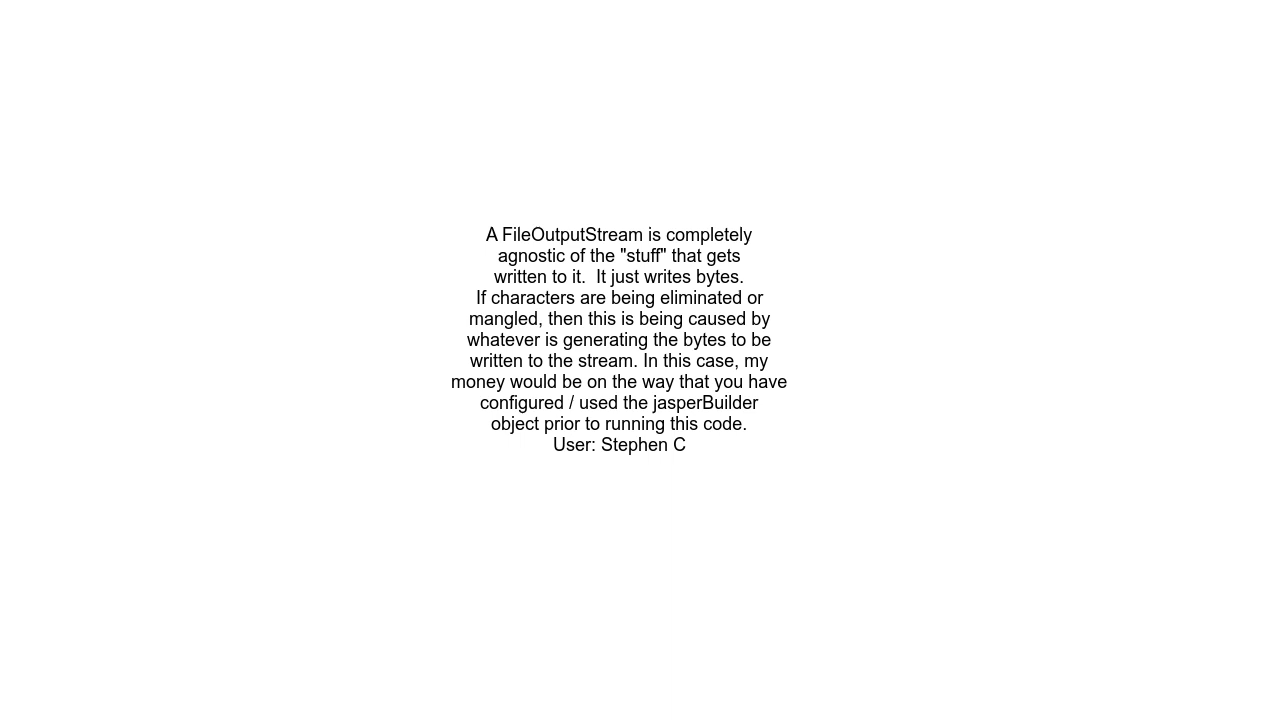 A FileOutputStream is completely
agnostic of the "stuff" that gets
written to it.  It just writes bytes.
If characters are being eliminated or
mangled, then this is being caused by
whatever is generating the bytes to be
written to the stream. In this case, my
money would be on the way that you have
configured / used the jasperBuilder
object prior to running this code.
User: Stephen C